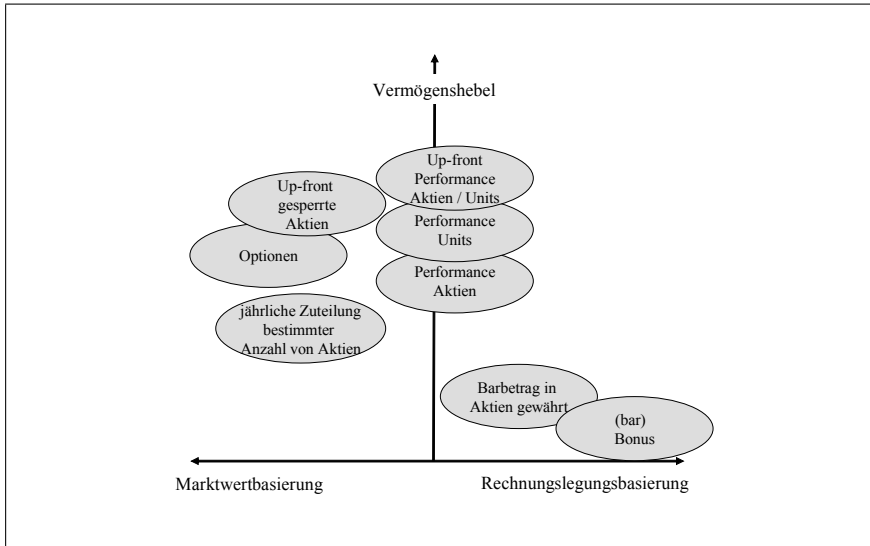 Vermögenshebel
Up-front
Performance
Aktien / Units
Up-front
gesperrte
Aktien
Performance
Units
Optionen
Performance
Aktien
jährliche Zuteilung
bestimmter
Anzahl von Aktien
Barbetrag in
Aktien gewährt
(bar)
Bonus
Marktwertbasierung
Rechnungslegungsbasierung